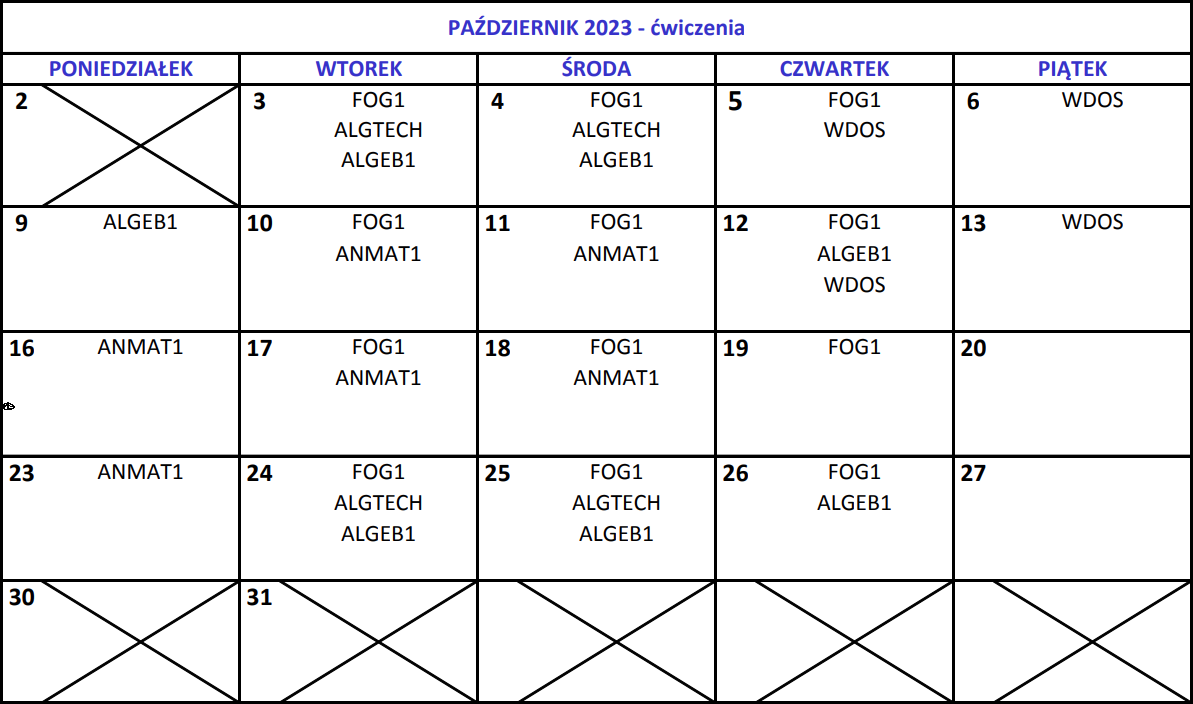 PAŹDZIERNIK 2023 - ćwiczenia
PONIEDZIAŁEK WTOREK ŚRODA CZWARTEK PIĄTEK
2
3 FOG1
ALGTECH
ALGEB1
4 FOG1
ALGTECH
ALGEB1
5 FOG1
WDOS
6 WDOS
9 ALGEB1
10 FOG1
ANMAT1
11 FOG1
ANMAT1
12 FOG1
ALGEB1
WDOS
13 WDOS
16 ANMAT1
17 FOG1
ANMAT1
18 FOG1
ANMAT1
19 FOG1
20
23 ANMAT1
24 FOG1
ALGTECH
ALGEB1
25 FOG1
ALGTECH
ALGEB1
26 FOG1
ALGEB1
27
30
31